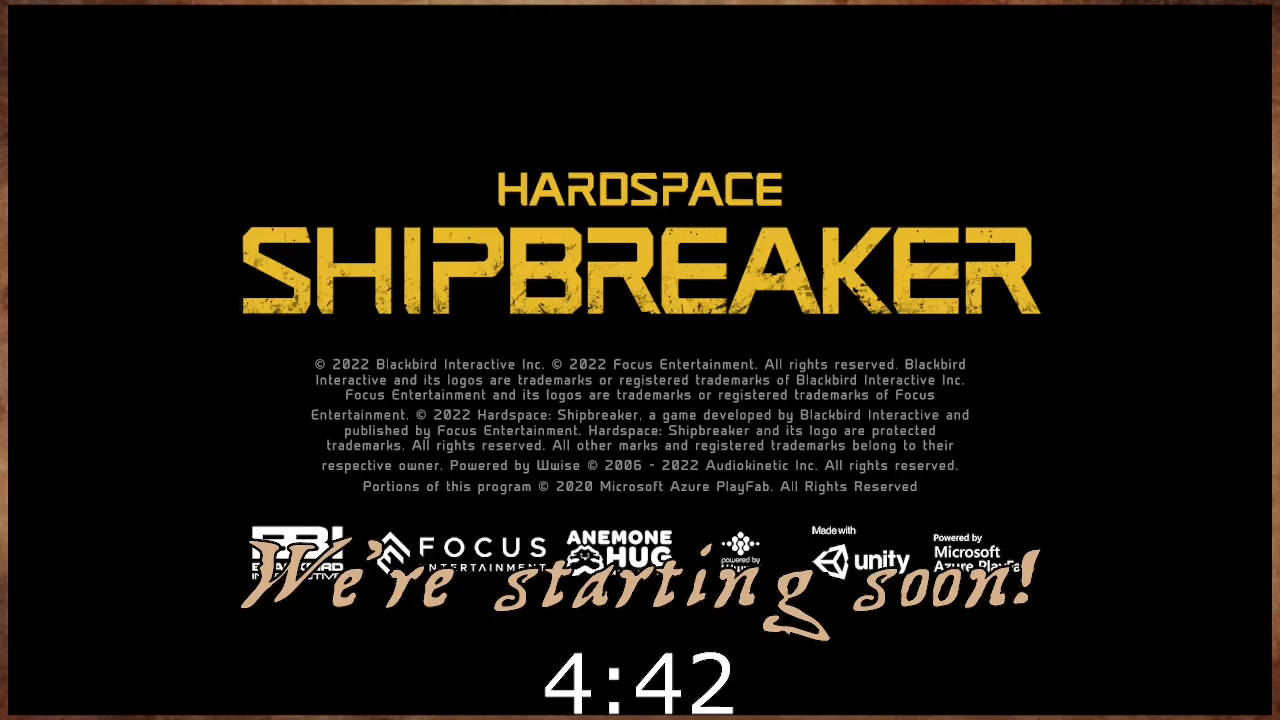 HARDSPACE
SHIPBREAKER
© 2022 Blackbird Interactive Inc. © 2022 Focus Entertainment. All rights reserved. Blackbird
Interactive and its logos are trademarks or registered trademarks of Blackbird Interactive Inc.
Focus Entertainment and its logos are trademarks or registered trademarks of Focus
Entertainment. © 2022 Hardspace: Shipbreaker, a game developed by Blackbird Interactive and
published by Focus Entertainment. Hardspace: Shipbreaker and its logo are protected
trademarks. All rights reserved. All other marks and registered trademarks belong to their
respective owner. Powered by Wwise © 2006 - 2022 Audiokinetic Inc. All rights reserved.
Portions of this program © 2020 Microsoft Azure PlayFab. All Rights Reserved
FOCUS
ENTERTAINMENT
ANEMONE
HUG
powered by
Made with
unity
Powered by
Microsoft
Azure
We're starting soon!
4:42